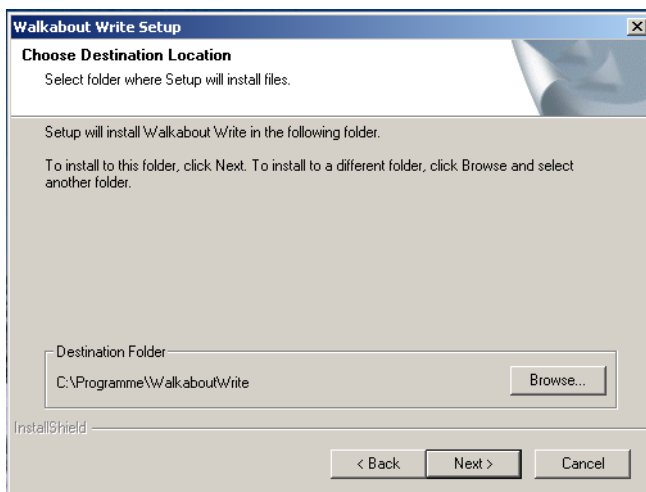 Walkabout Write Setup
Choose Destination Location
Select folder where Setup will install files.
Setup will install Walkabout Write in the following folder.
To install to this folder, click Next. To install to a different folder, click Browse and select
another folder.
Destination Folder
C:\Programme\WalkaboutWrite
Browse...
InstallShield
< Back
Next >
Cancel